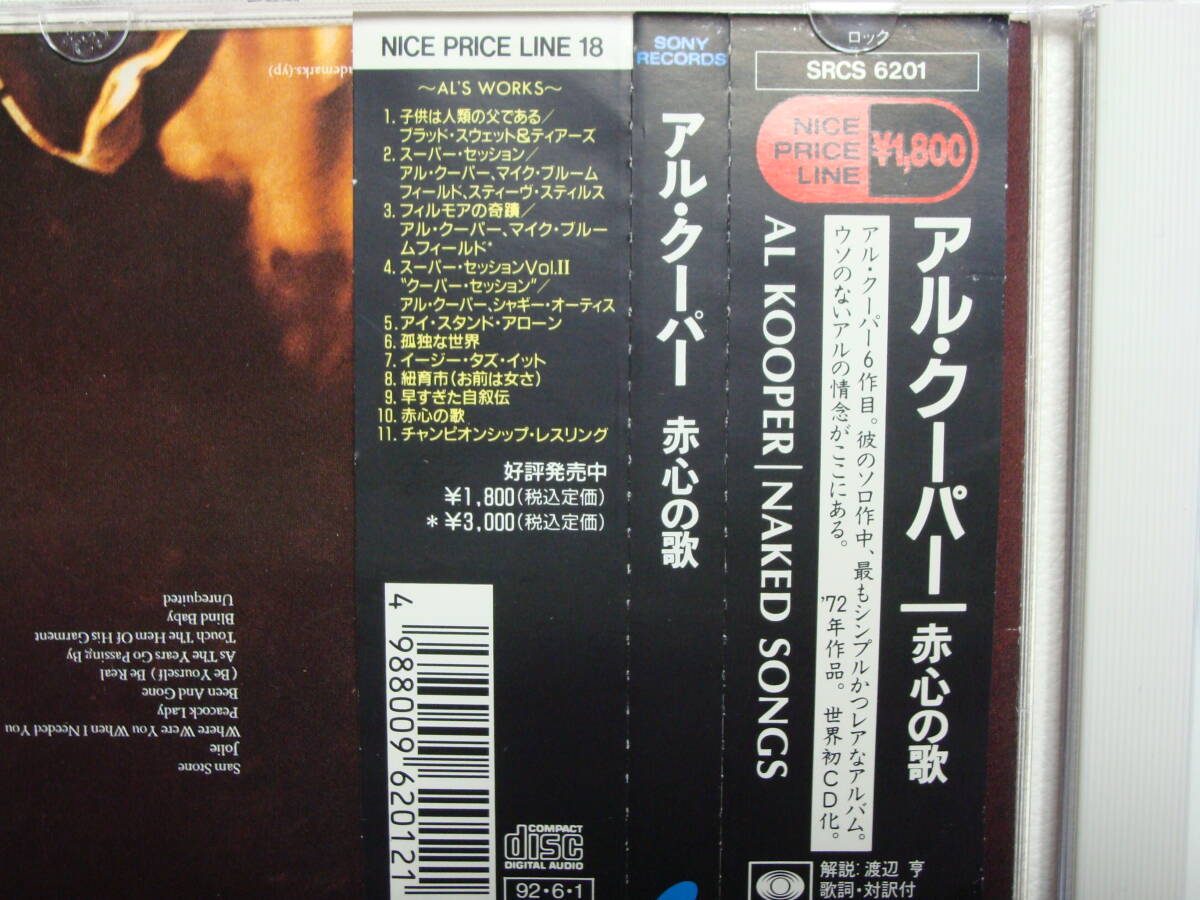 NICE PRICE LINE 18
~AL'S WORKS~
1. 子供は人類の父である/
ブラッド・スウェット&ティアーズ
2. スーパー・セッション/
アル・クーパー、マイク・ブルーム
フィールド、スティーヴ・スティルス
3. フィルモアの奇蹟/
アル・クーパー、マイク・ブルー
ムフィールド*
4. スーパー・セッションVol.II
"クーパー・セッション"/
アル・クーパー、シャギー・オーティス
5. アイ・スタンド・アローン
6. 孤独な世界
7. イージー・ダズ・イット
8. 紐育市(お前は女さ)
9. 早すぎた自叙伝
10. 赤心の歌
11. チャンピオンシップ・レスリング
好評発売中
¥1,800(税込定価)
*¥3,000(税込定価)
4 988009 620121
COMPACT
disc
DIGITAL AUDIO
92・6・1
SONY
RECORDS
アル・クーパー 赤心の歌
ロック
SRCS 6201
NICE
PRICE
LINE
¥1,800
アル・クーパー|赤心の歌
アル・クーパー6作目。彼のソロ作中、最もシンプルかつレアなアルバム。
ウソのないアルの情念がここにある。 '72年作品。世界初CD化。
AL KOOPER|NAKED SONGS
解説:渡辺 亨
歌詞・対訳付
Sam Stone
Jolie
Where Were You When I Needed You
Peacock Lady
Been And Gone
(Be Yourself) Be Real
As The Years Go Passing By
Touch The Hem Of His Garment
Blind Baby
Unrequited
ademarks.(yp)